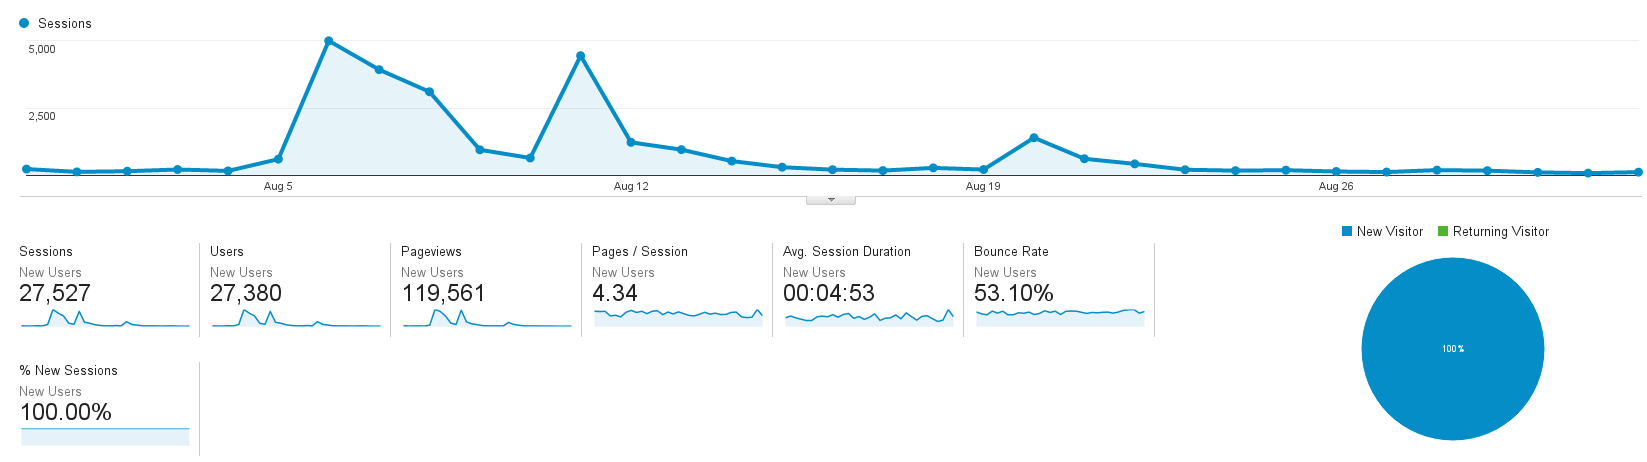 Sessions
5,000
2,500
Aug 5
Aug 12
Aug 19
Aug 26
New Visitor
Returning Visitor
Sessions
New Users
27,527
Users
New Users
27,380
Pageviews
New Users
119,561
Pages / Session
New Users
4.34
Avg. Session Duration
New Users
00:04:53
Bounce Rate
New Users
53.10%
100%
% New Sessions
New Users
100.00%